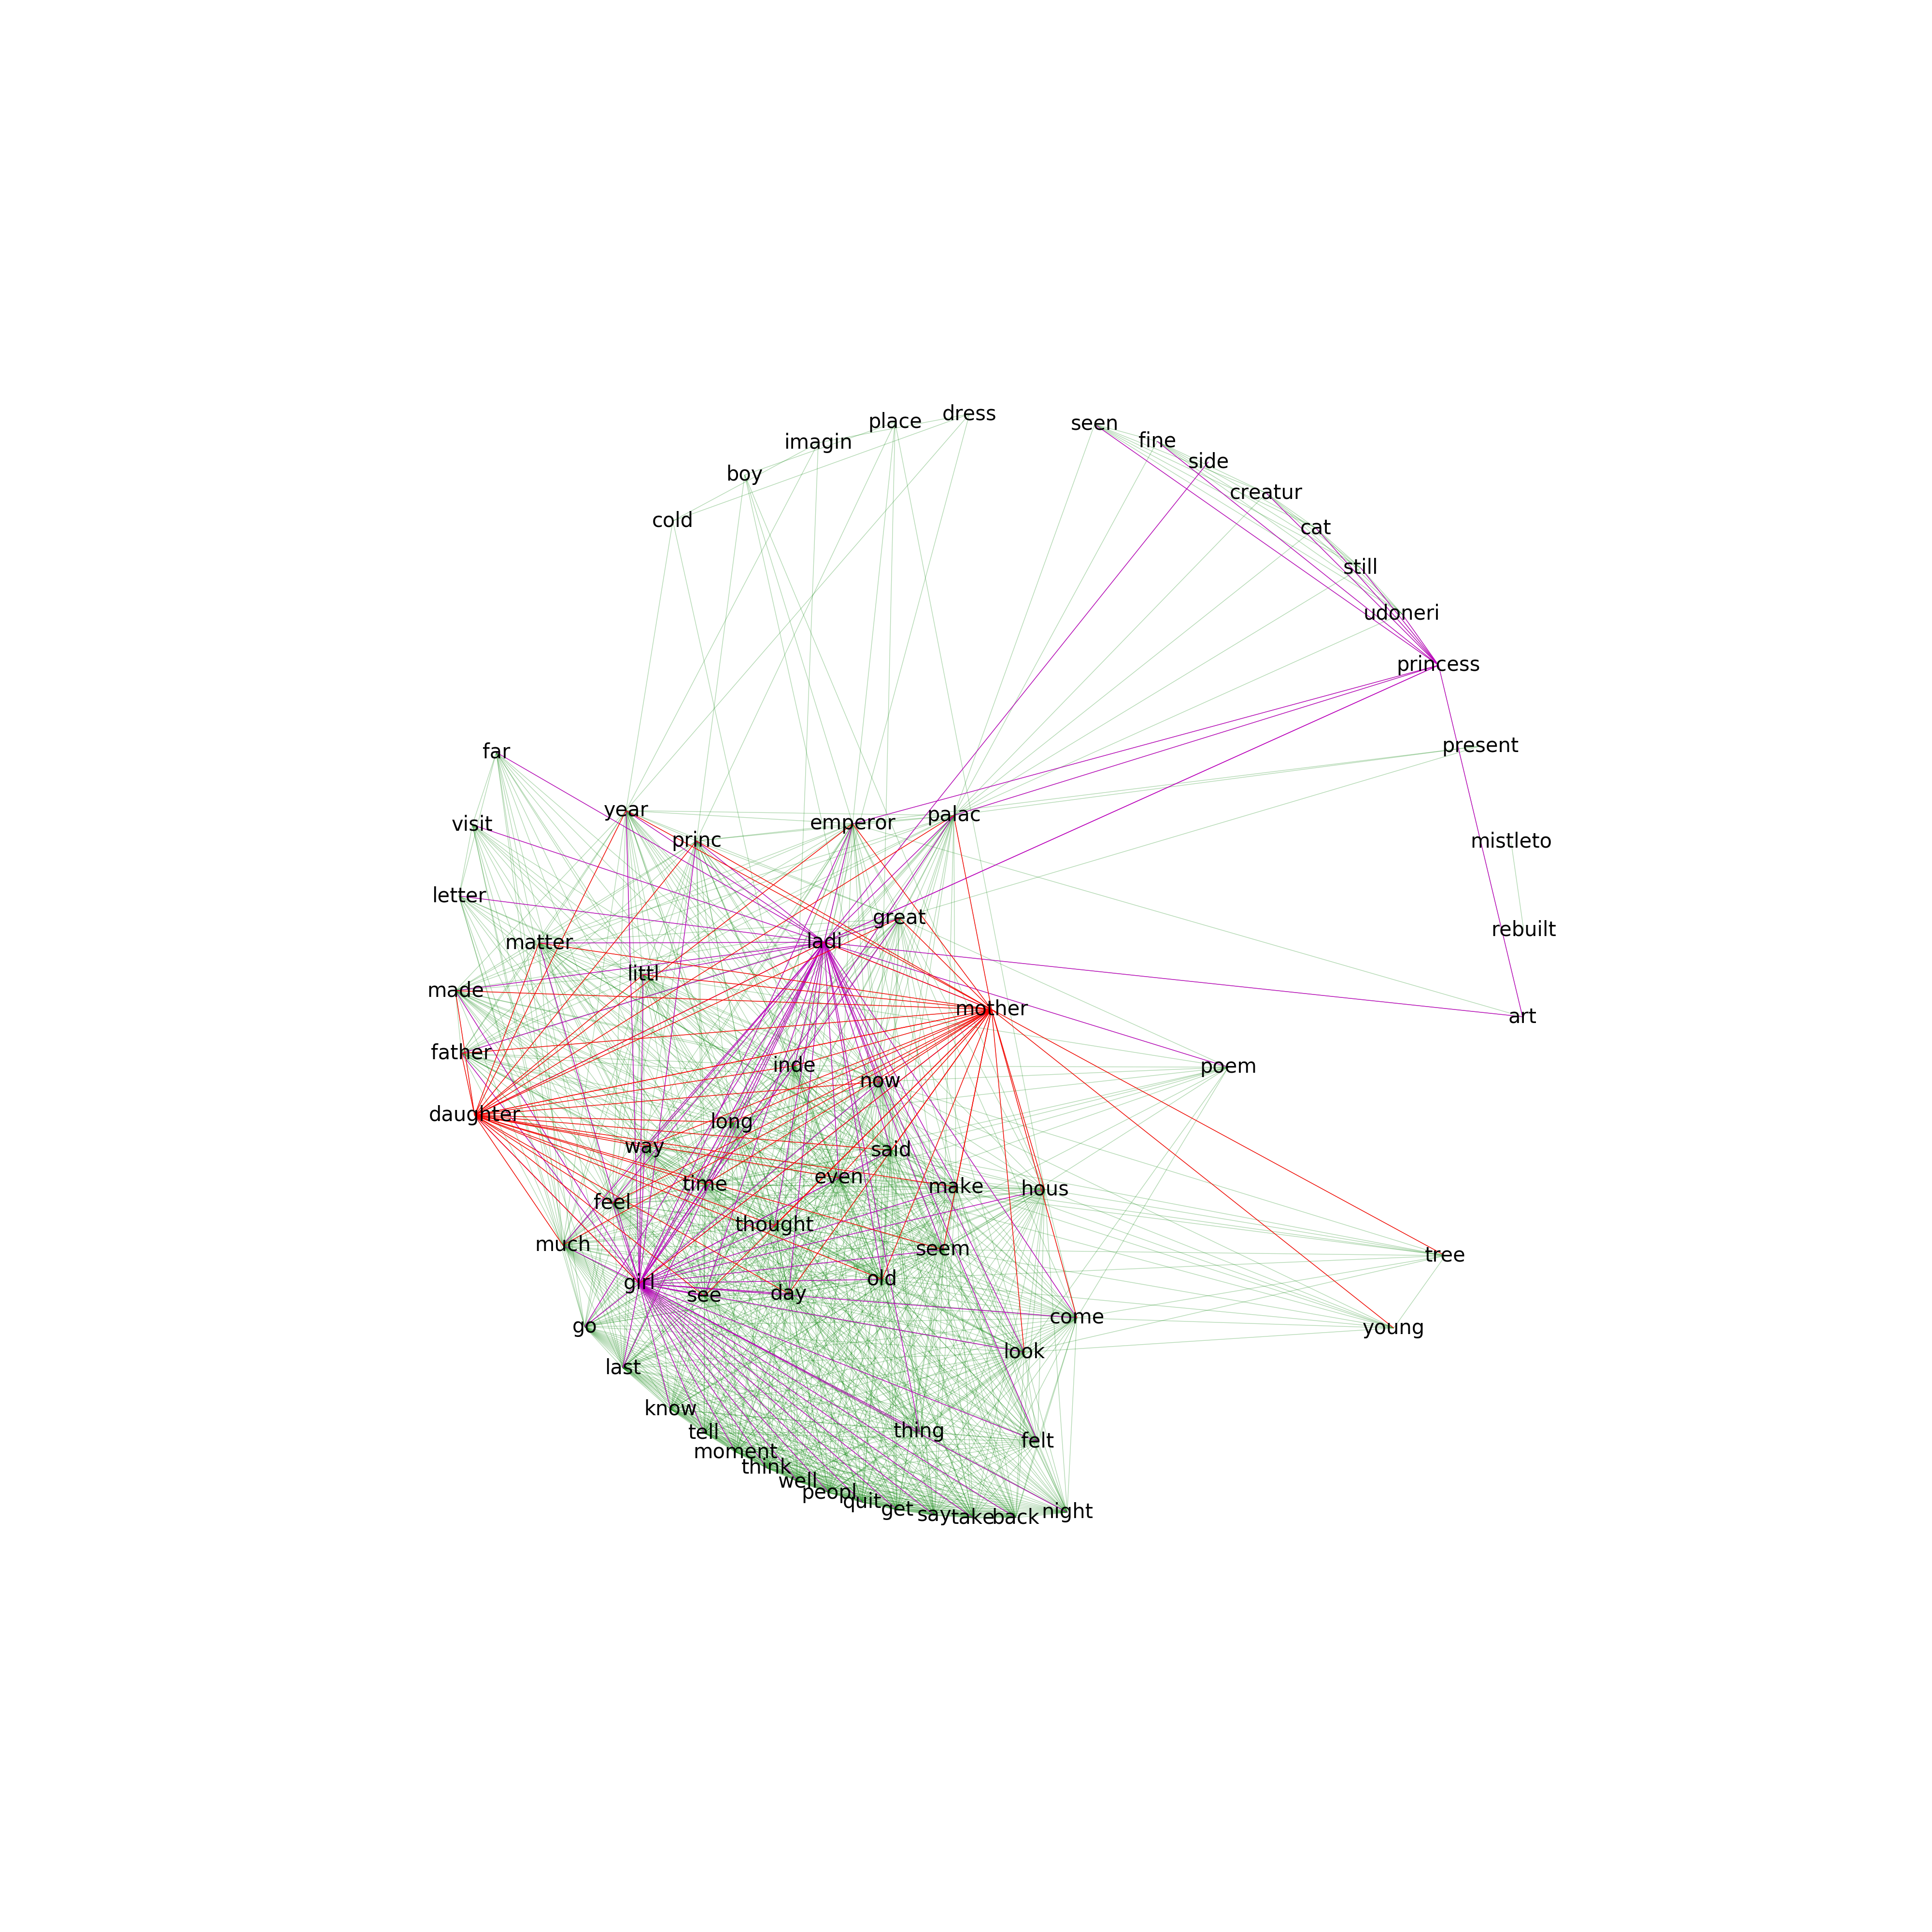 dress
place
seen
imagin
fine
side
boy
creatur
cold
cat
still
udoneri
princess
present
far
year
palac
emperor
visit
princ
mistleto
letter
great
rebuilt
ladi
matter
littl
made
mother
art
father
inde
poem
now
daughter
long
way
said
even
time
make
hous
feel
thought
much
seem
tree
old
girl
day
see
come
go
young
look
last
know
thing
tell
felt
moment
think
well
peopl
quit
get
say
take
back
night